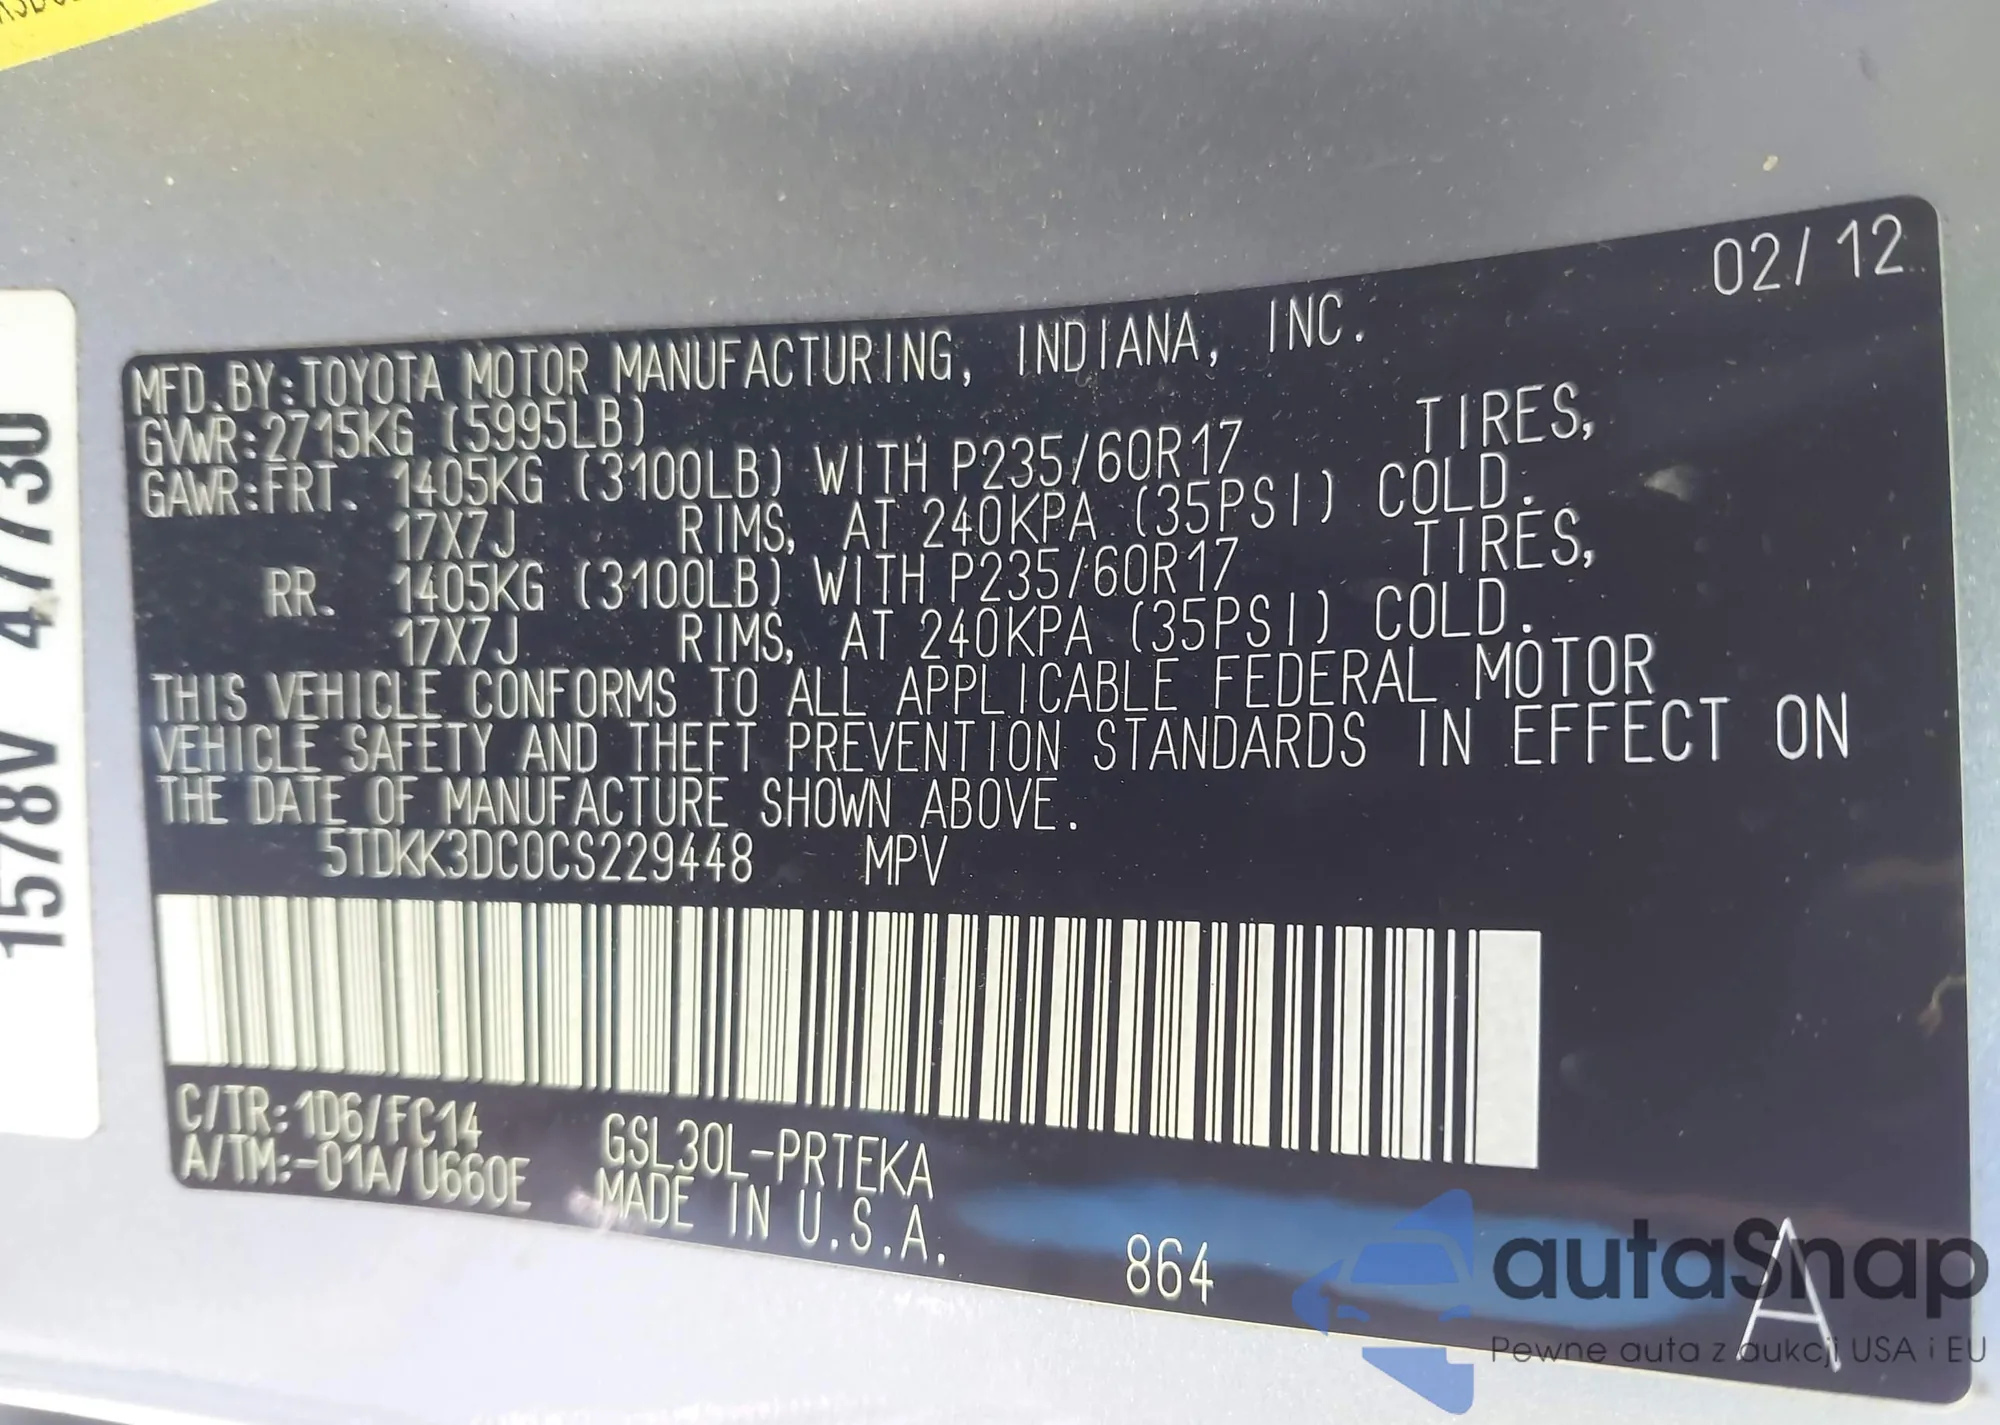 02/12
MFD.BY:TOYOTA MOTOR MANUFACTURING, INDIANA, INC.
GVWR:2715KG (5995LB)
GAWR:FRT. 1405KG (3100LB) WITH P235/60R17 TIRES,
17X7J RIMS, AT 240KPA (35PSI) COLD.
RR. 1405KG (3100LB) WITH P235/60R17 TIRES,
17X7J RIMS, AT 240KPA (35PSI) COLD.
THIS VEHICLE CONFORMS TO ALL APPLICABLE FEDERAL MOTOR
VEHICLE SAFETY AND THEFT PREVENTION STANDARDS IN EFFECT ON
THE DATE OF MANUFACTURE SHOWN ABOVE.
5TDKK3DC0CS229448 MPV
C/TR:1D6/FC14 GSL30L-PRTEKA
A/TM:-01A/U660E MADE IN U.S.A.
864 A
1578V 47730
autaSnap
Pewne auta z aukcji USA i EU